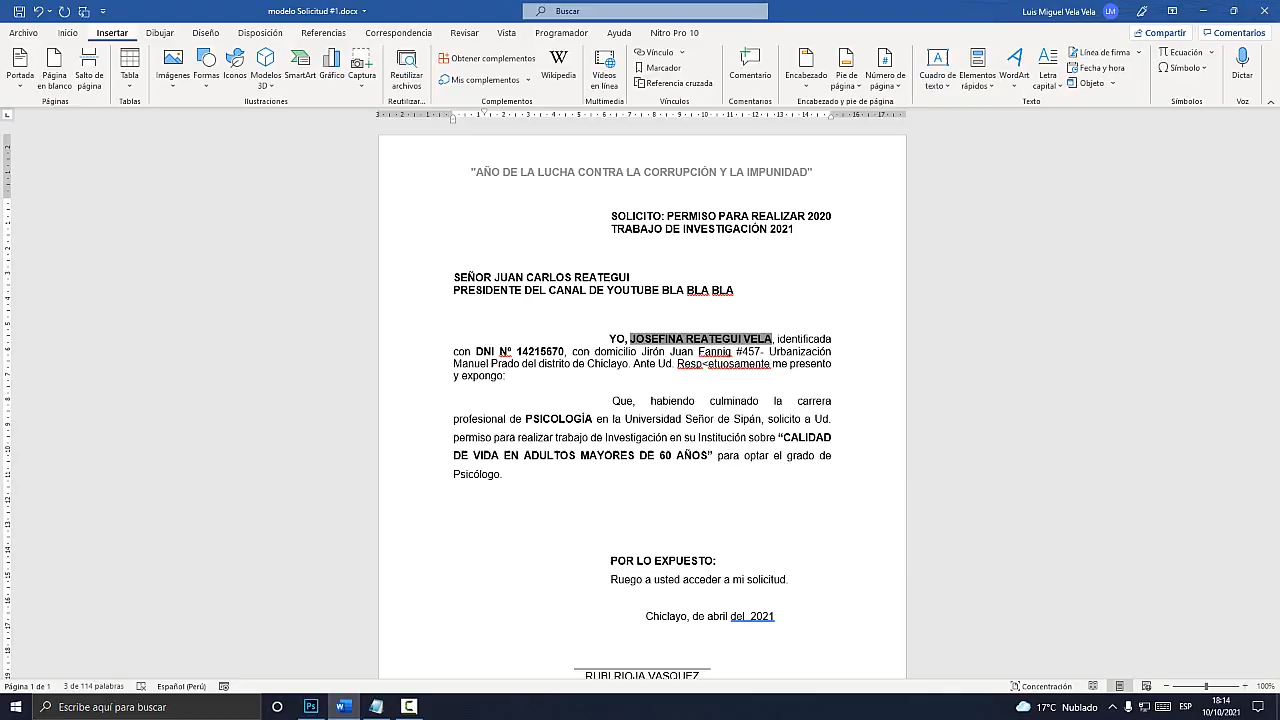 modelo Solicitud #1.docx
Buscar
Luis Miguel Vela Vela
LM
Archivo Inicio Insertar Dibujar Diseño Disposición Referencias Correspondencia Revisar Vista Programador Ayuda Nitro Pro 10
Compartir Comentarios
Portada
Página en blanco
Salto de página
Páginas
Tabla
Tablas
Imágenes
Formas
Iconos
Modelos 3D
SmartArt
Gráfico
Captura
Ilustraciones
Reutilizar archivos
Reutilizar...
Obtener complementos
Mis complementos
Wikipedia
Complementos
Vídeos en línea
Multimedia
Vínculo
Marcador
Referencia cruzada
Vínculos
Comentario
Comentarios
Encabezado
Pie de página
Número de página
Encabezado y pie de página
Cuadro de texto
Elementos rápidos
WordArt
Letra capital
Línea de firma
Fecha y hora
Objeto
Texto
Ecuación
Símbolo
Símbolos
Dictar
Voz
"AÑO DE LA LUCHA CONTRA LA CORRUPCIÓN Y LA IMPUNIDAD"
SOLICITO: PERMISO PARA REALIZAR 2020
TRABAJO DE INVESTIGACIÓN 2021
SEÑOR JUAN CARLOS REATEGUI
PRESIDENTE DEL CANAL DE YOUTUBE BLA BLA BLA
YO, JOSEFINA REATEGUI VELA, identificada
con DNI Nº 14215670, con domicilio Jirón Juan Fannig #457- Urbanización
Manuel Prado del distrito de Chiclayo. Ante Ud. Resp<etuosamente me presento
y expongo:
Que, habiendo culminado la carrera
profesional de PSICOLOGÍA en la Universidad Señor de Sipán, solicito a Ud.
permiso para realizar trabajo de Investigación en su Institución sobre “CALIDAD
DE VIDA EN ADULTOS MAYORES DE 60 AÑOS” para optar el grado de
Psicólogo.
POR LO EXPUESTO:
Ruego a usted acceder a mi solicitud.
Chiclayo, de abril del 2021
RUBI RIOJA VASQUEZ
Página 1 de 1 3 de 114 palabras Español (Perú) Concentración 100%
Escribe aquí para buscar
17°C Nublado
ESP
18:14
10/10/2021